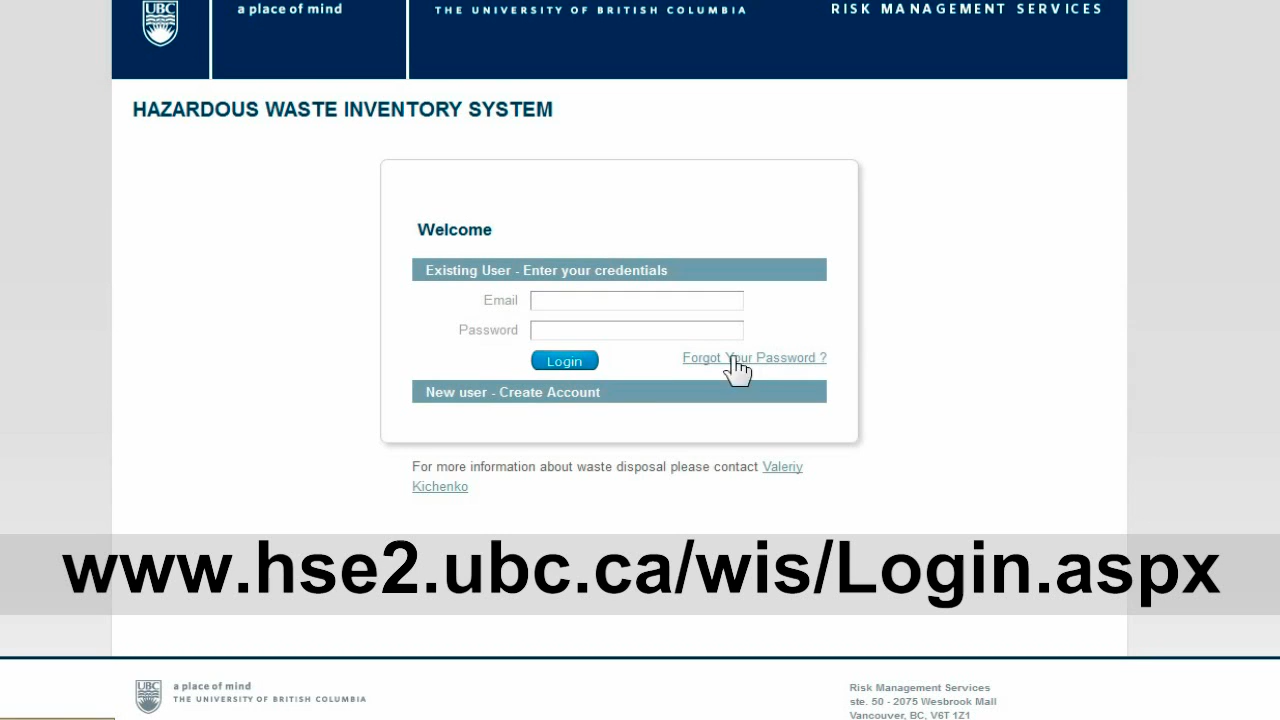 UBC
a place of mind
THE UNIVERSITY OF BRITISH COLUMBIA
RISK MANAGEMENT SERVICES
HAZARDOUS WASTE INVENTORY SYSTEM
Welcome
Existing User - Enter your credentials
Email
Password
Login
Forgot Your Password ?
New user - Create Account
For more information about waste disposal please contact Valeriy
Kichenko
www.hse2.ubc.ca/wis/Login.aspx
UBC
a place of mind
THE UNIVERSITY OF BRITISH COLUMBIA
Risk Management Services
ste. 50 - 2075 Wesbrook Mall
Vancouver, BC, V6T 1Z1